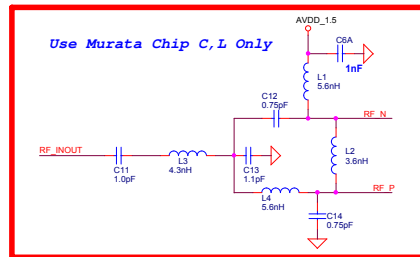 AVDD_1.5
Use Murata Chip C,L Only
C6A
1nF
L1
5.6nH
C12
0.75pF
RF_N
L2
3.6nH
RF_INOUT
C11
1.0pF
L3
4.3nH
C13
1.1pF
L4
5.6nH
RF_P
C14
0.75pF